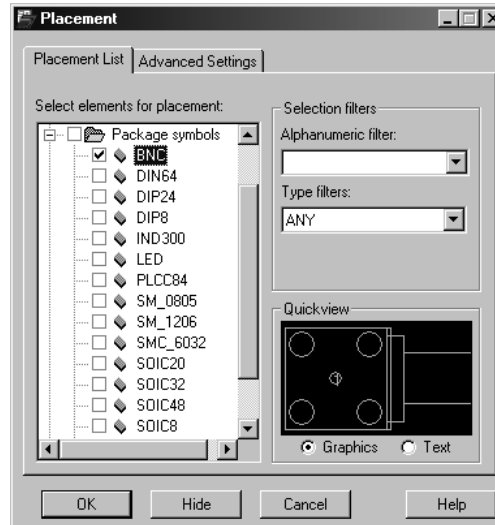 Placement
Placement List
Advanced Settings
Select elements for placement:
Package symbols
BNC
DIN64
DIP24
DIP8
IND300
LED
PLCC84
SM_0805
SM_1206
SMC_6032
SOIC20
SOIC32
SOIC48
SOIC8
Selection filters
Alphanumeric filter:
Type filters:
ANY
Quickview
Graphics
Text
OK
Hide
Cancel
Help